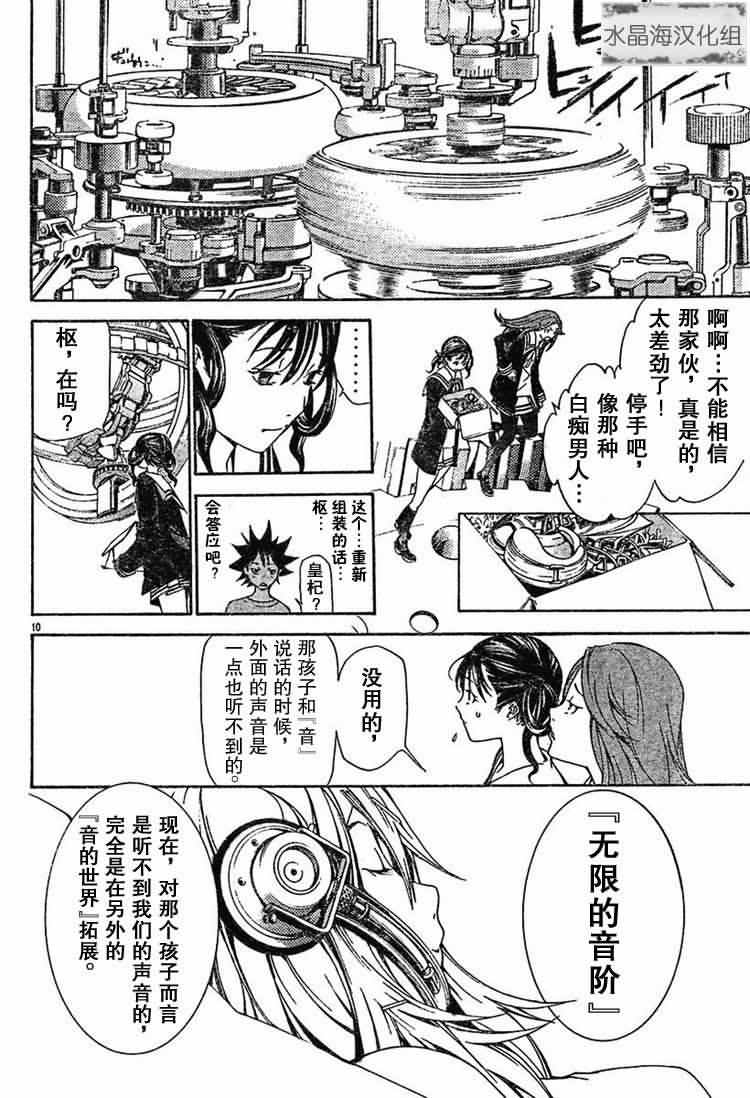 水晶海汉化组
啊啊…不能相信
那家伙，真是的，
太差劲了！
停手吧，
像那种
白痴男人…
……
枢，在吗？
这个…重新
组装的话…
枢…
会答应吧？
皇杞？
10
没用的，
那孩子和『音』
说话的时候，
外面的声音是
一点也听不到的。
『无限的音阶』
现在，对那个孩子而言
是听不到我们的声音的，
完全是在另外的
『音的世界』拓展。